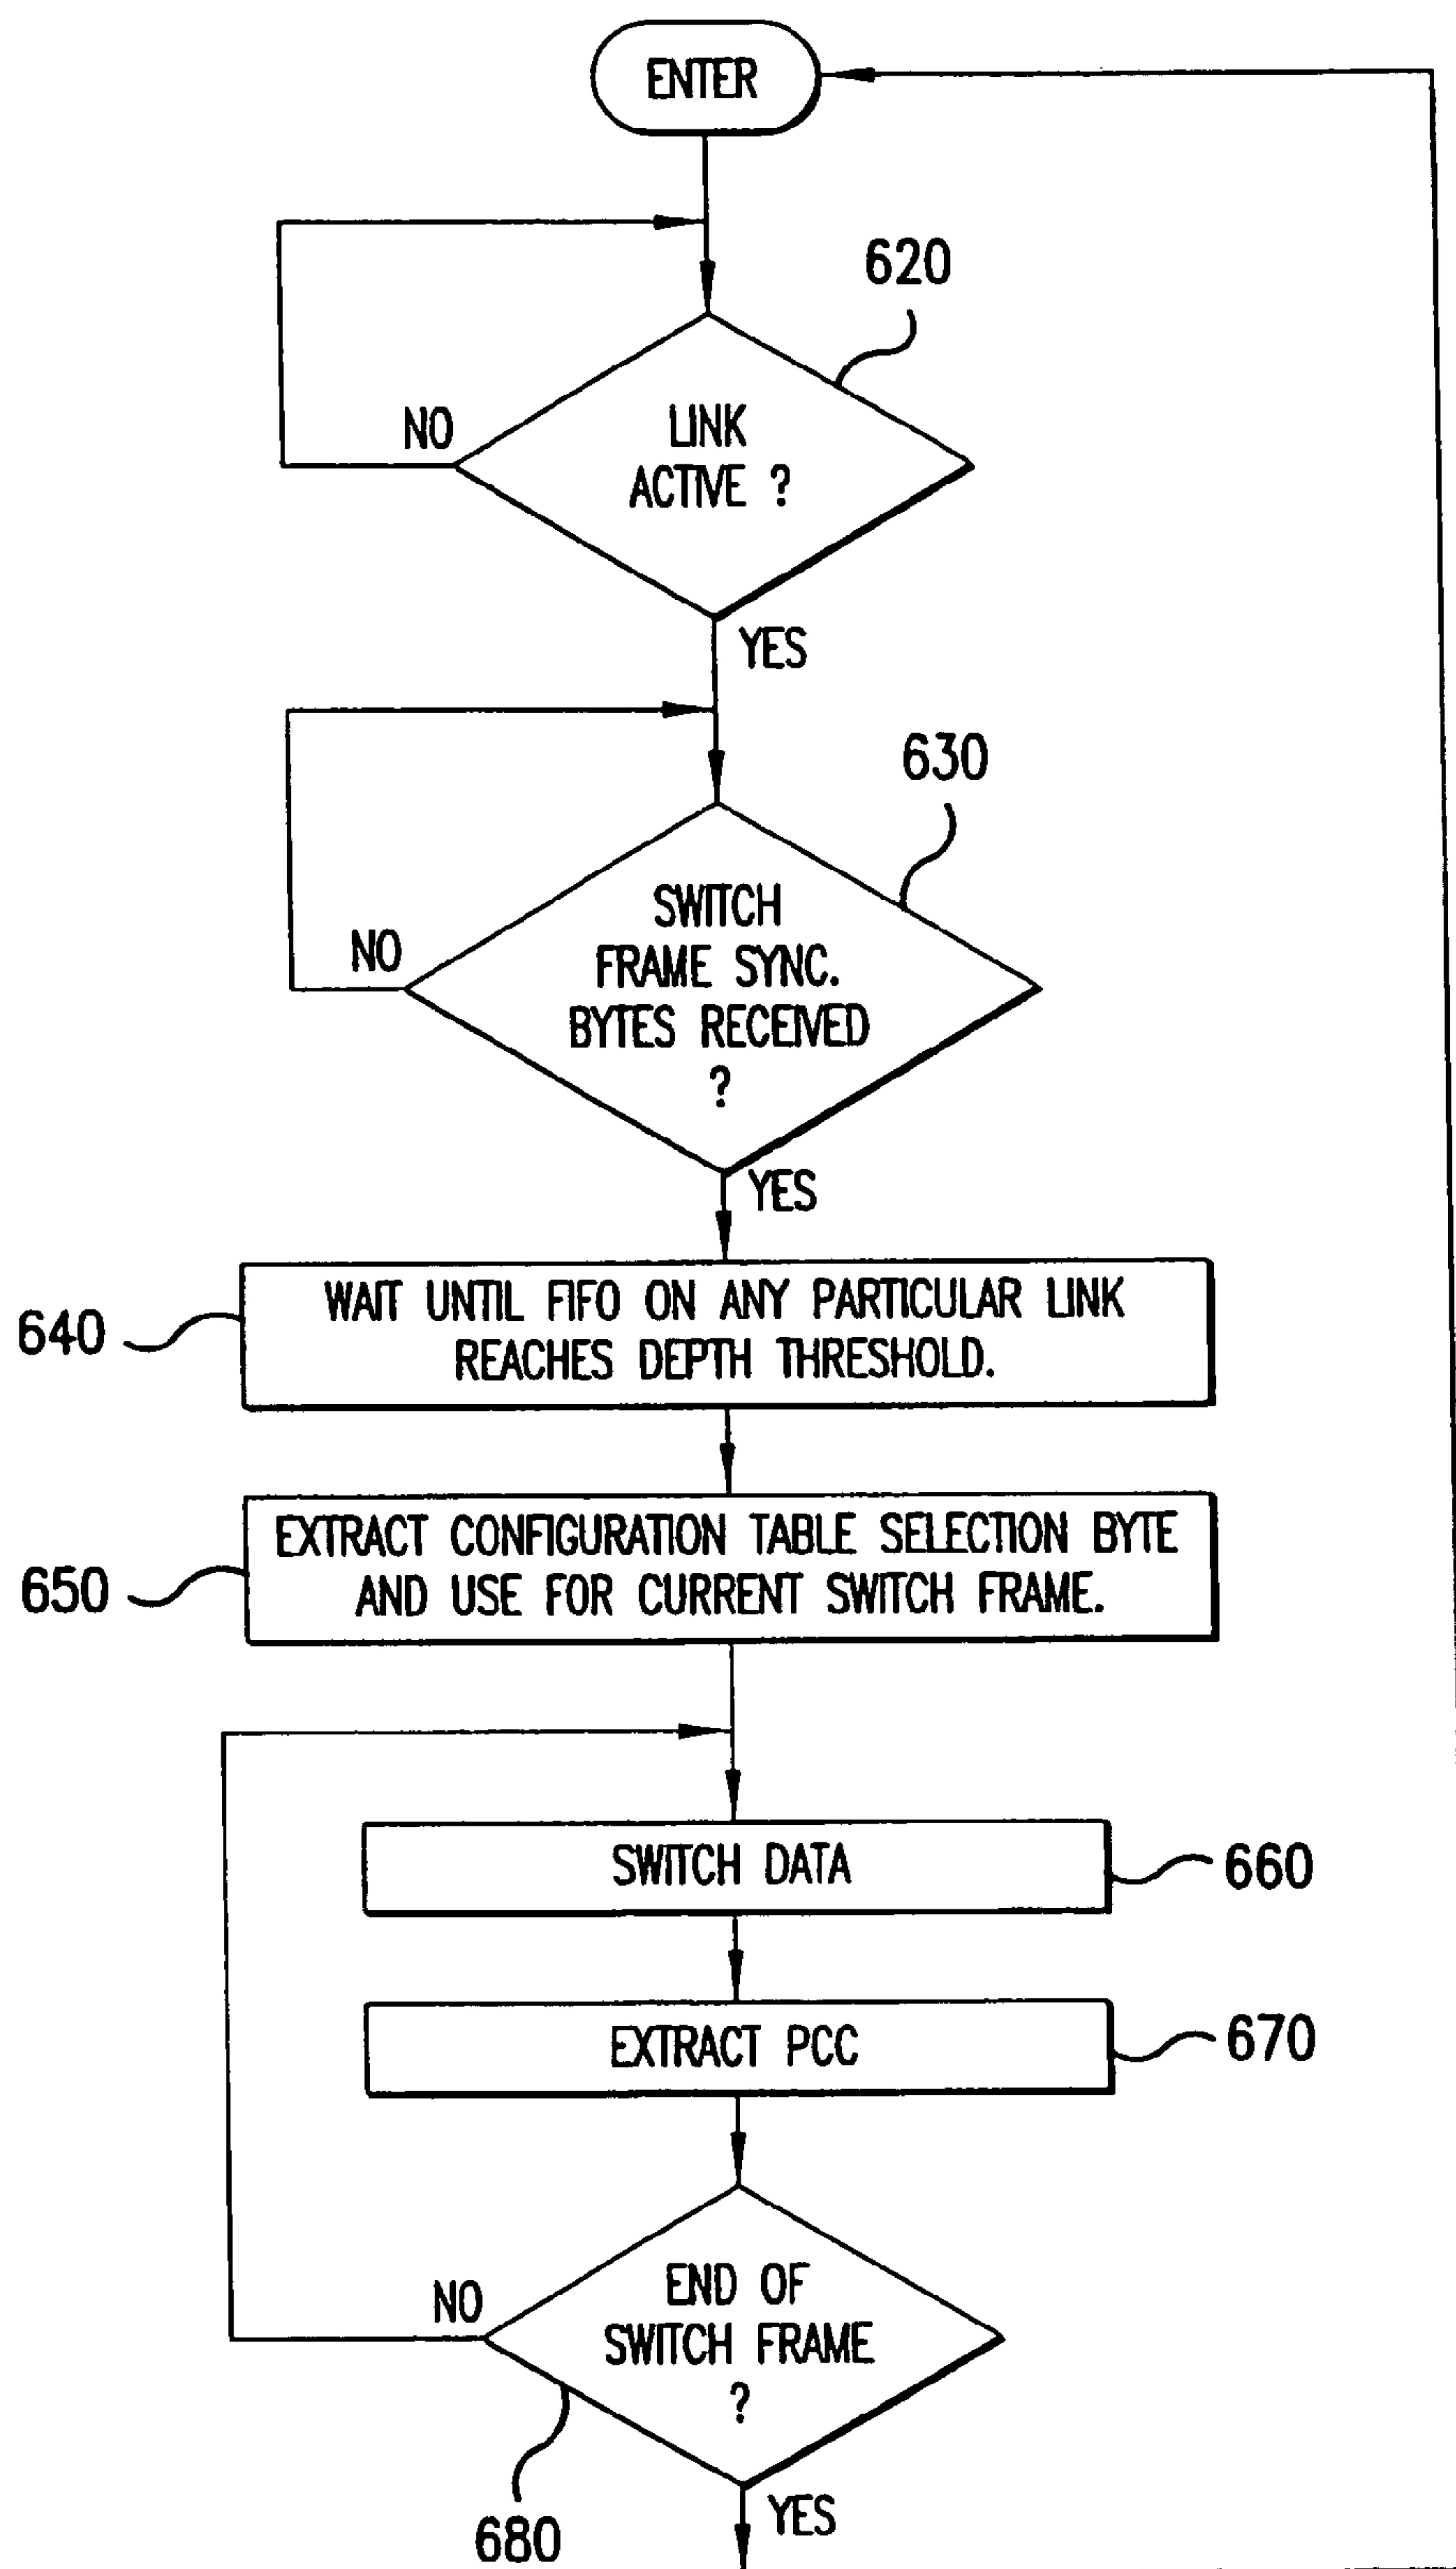 ENTER
620
LINK
ACTIVE ?
NO
YES
630
SWITCH
FRAME SYNC.
BYTES RECEIVED
?
NO
YES
640
WAIT UNTIL FIFO ON ANY PARTICULAR LINK
REACHES DEPTH THRESHOLD.
650
EXTRACT CONFIGURATION TABLE SELECTION BYTE
AND USE FOR CURRENT SWITCH FRAME.
SWITCH DATA
660
EXTRACT PCC
670
END OF
SWITCH FRAME
?
NO
680
YES